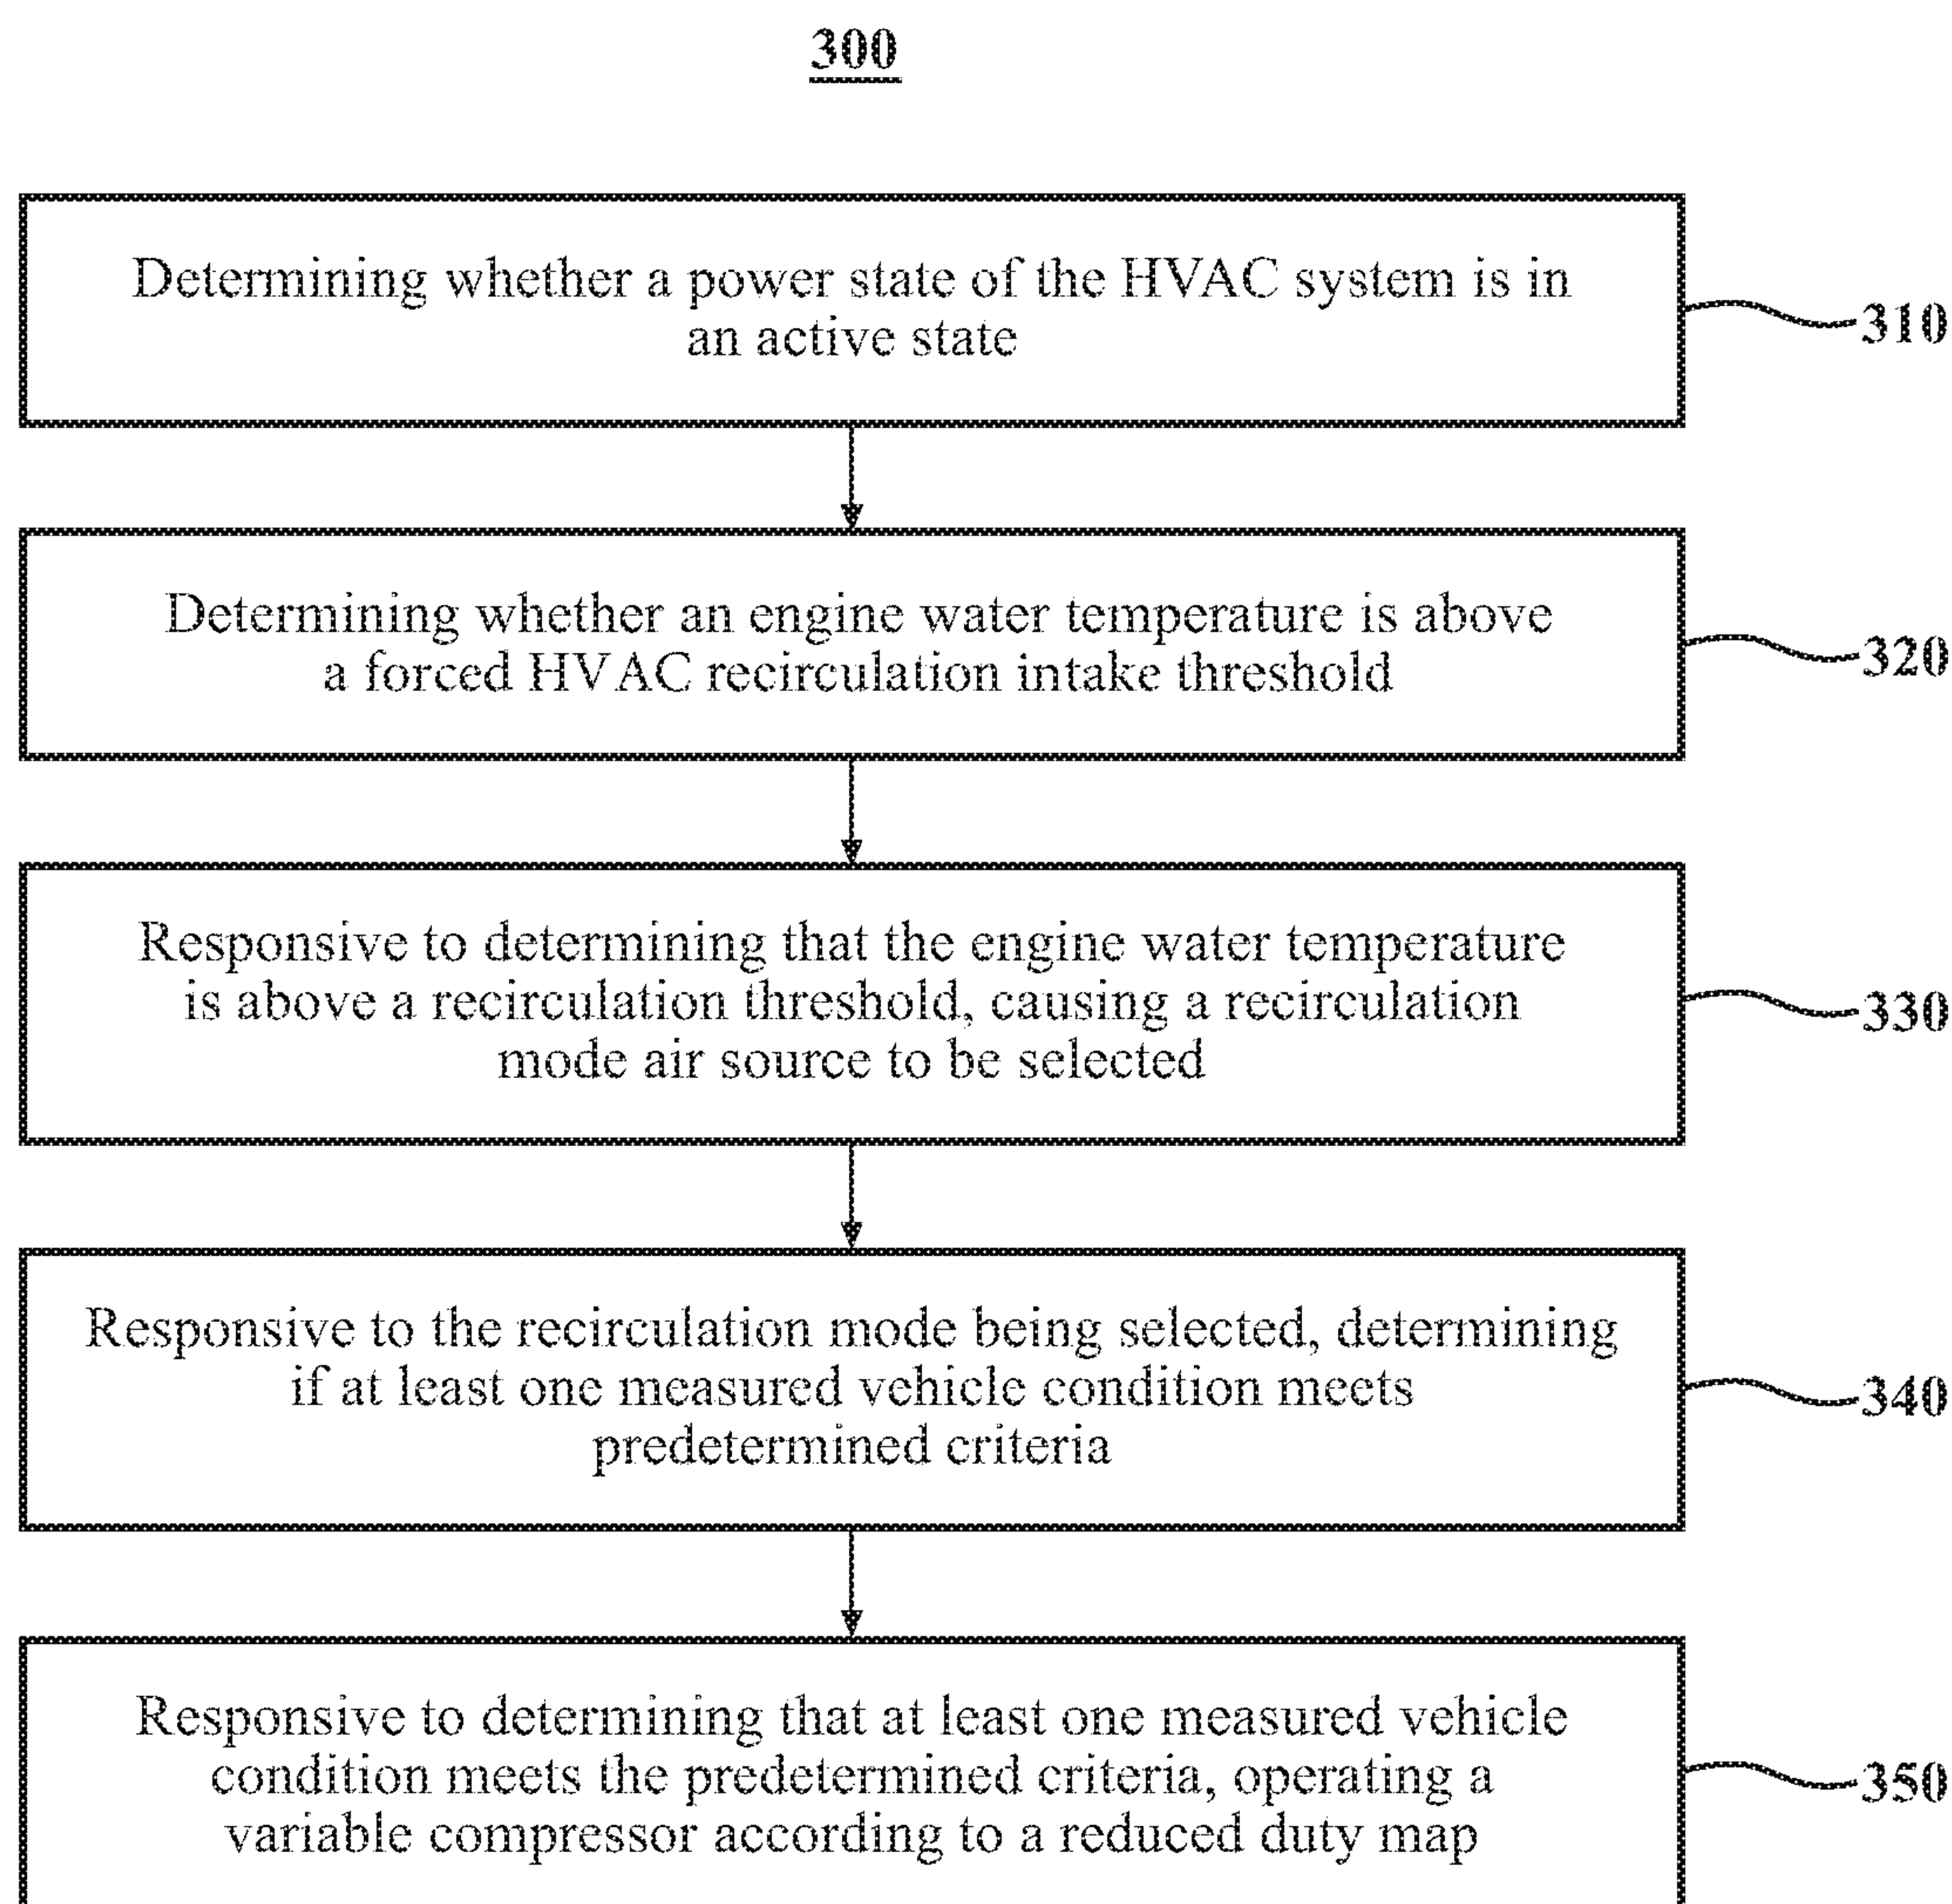 300
Determining whether a power state of the HVAC system is in
an active state
310
Determining whether an engine water temperature is above
a forced HVAC recirculation intake threshold
320
Responsive to determining that the engine water temperature
is above a recirculation threshold, causing a recirculation
mode air source to be selected
330
Responsive to the recirculation mode being selected, determining
if at least one measured vehicle condition meets
predetermined criteria
340
Responsive to determining that at least one measured vehicle
condition meets the predetermined criteria, operating a
variable compressor according to a reduced duty map
350